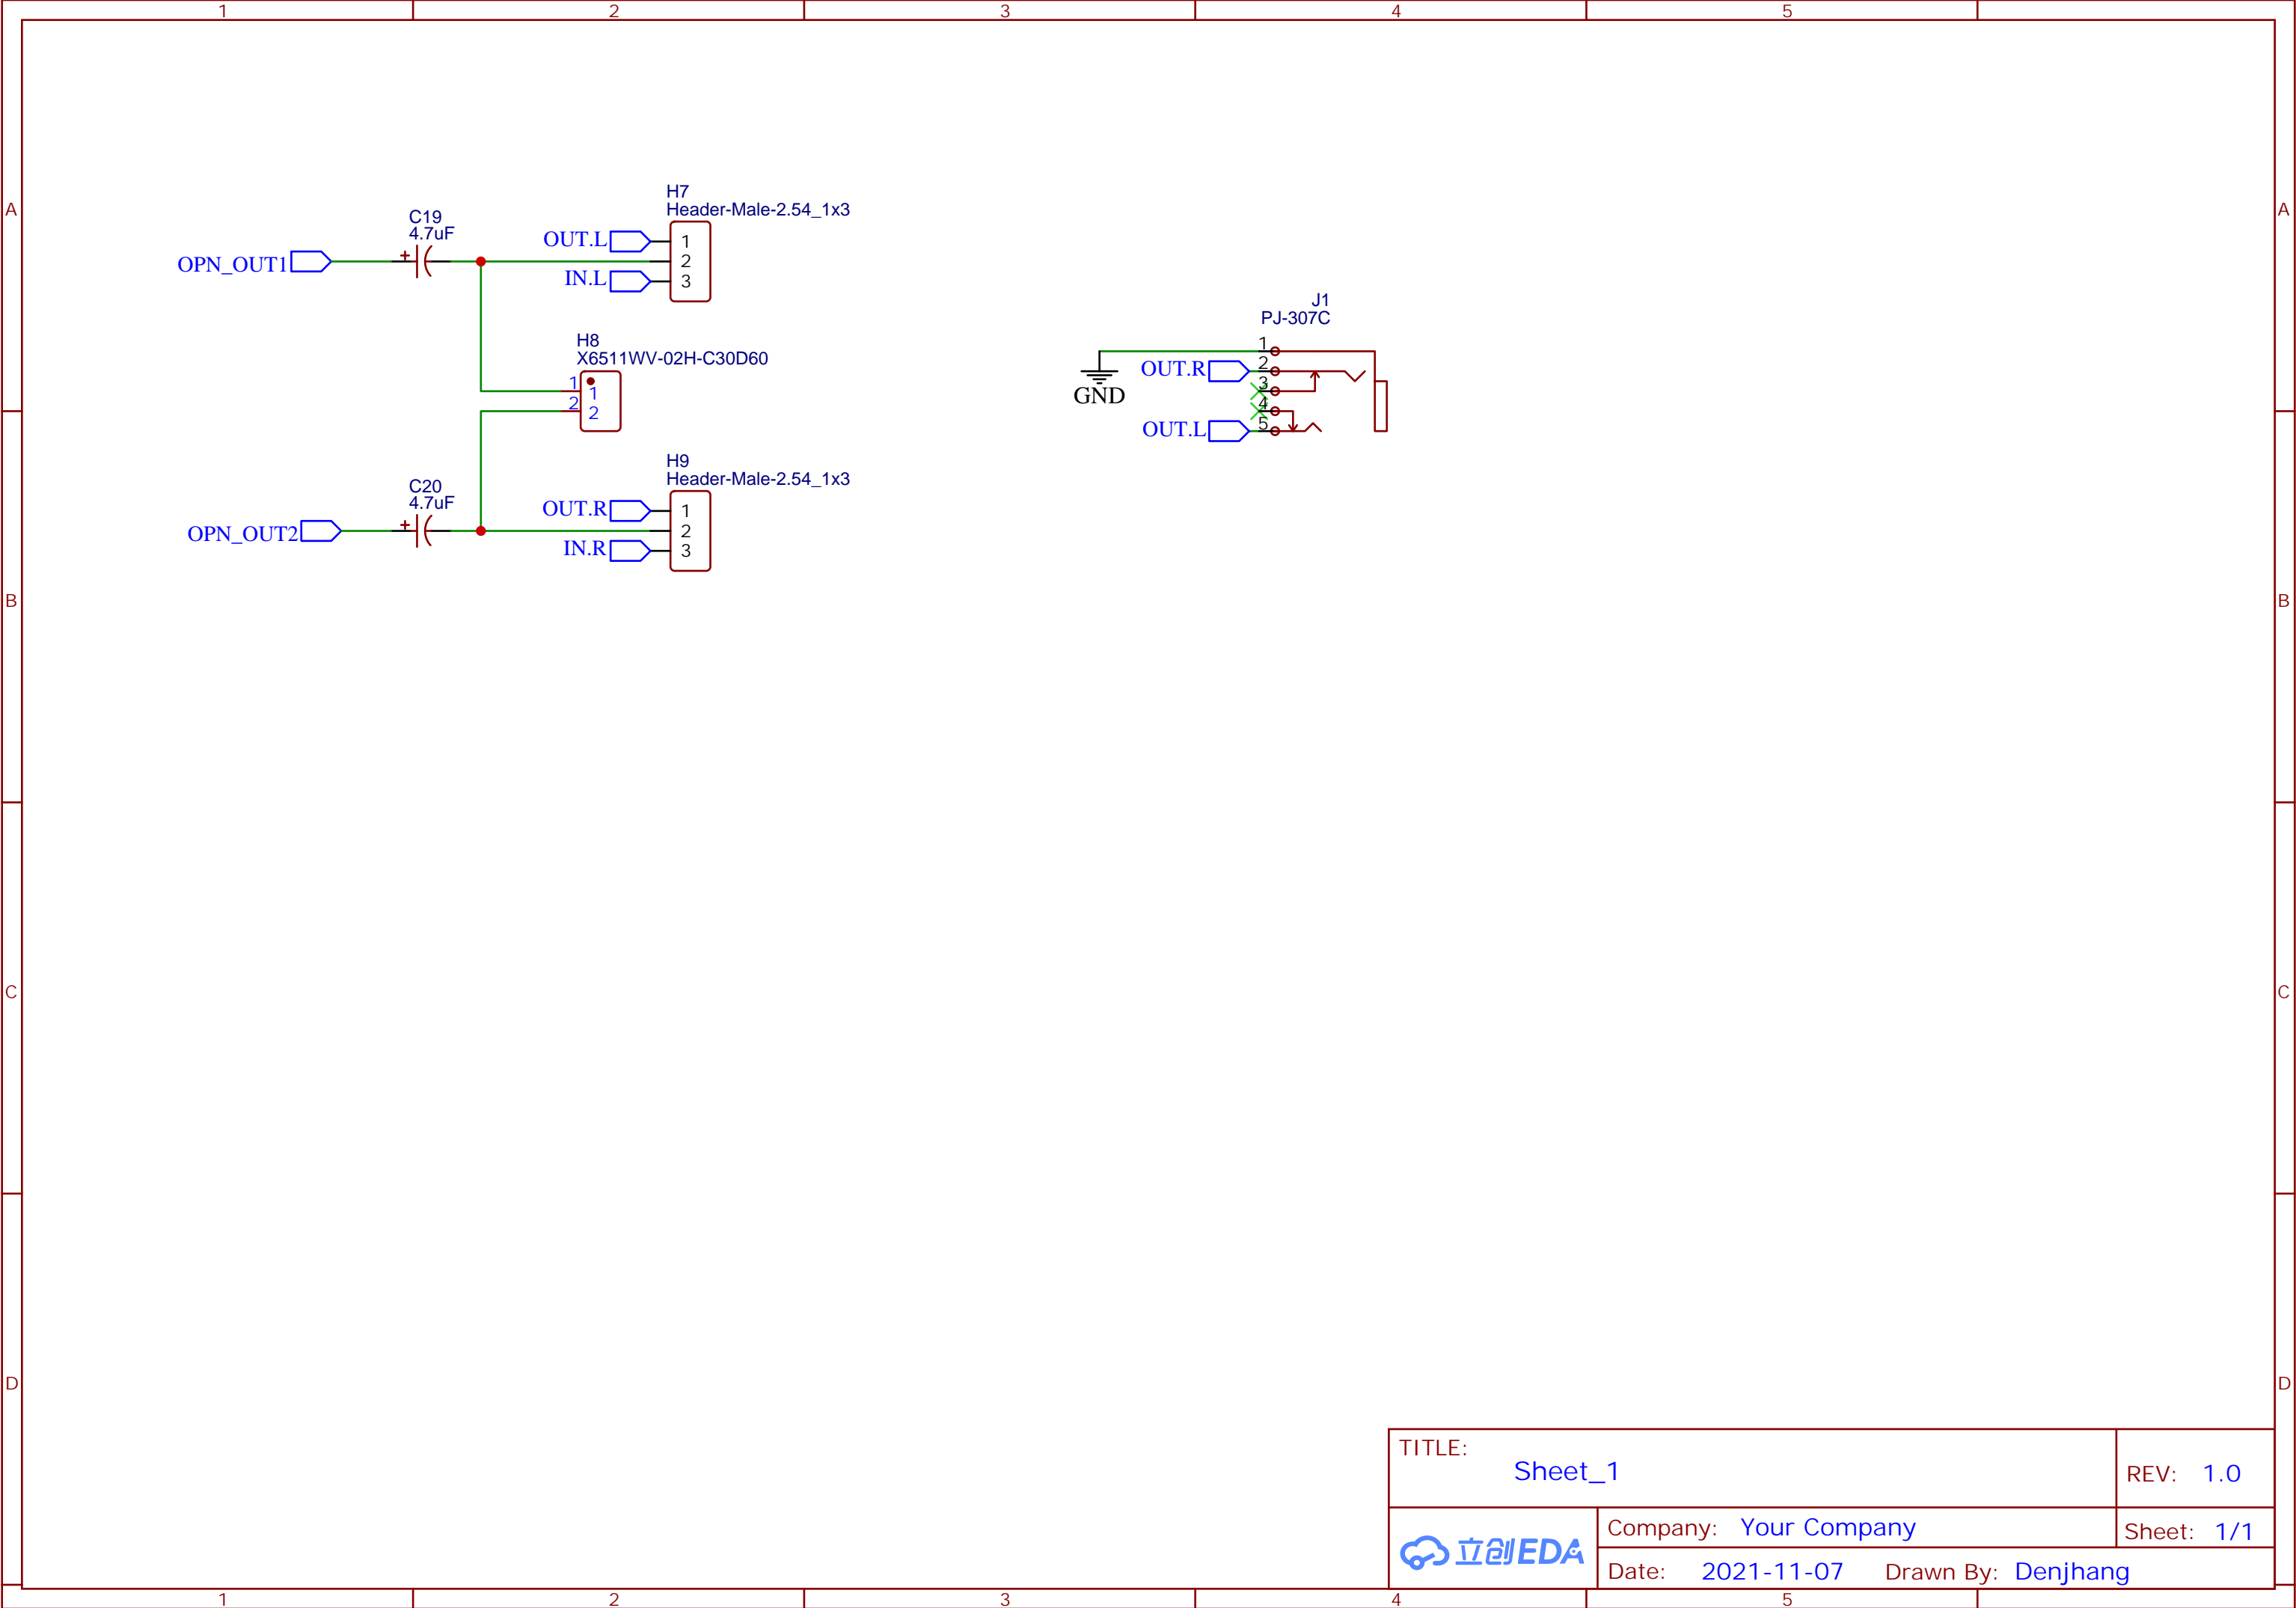 1 2 3 4 5
A A
H7
Header-Male-2.54_1x3
C19
4.7uF
OPN_OUT1
+
OUT.L
IN.L
1
2
3
H8
X6511WV-02H-C30D60
1 1
2 2
H9
Header-Male-2.54_1x3
C20
4.7uF
OPN_OUT2
+
OUT.R
IN.R
1
2
3
J1
PJ-307C
GND
OUT.R
OUT.L
1
2
3
4
5
B B
C C
D D
TITLE:
Sheet_1
REV: 1.0
立创EDA
Company: Your Company
Sheet: 1/1
Date: 2021-11-07 Drawn By: Denjhang
1 2 3 4 5